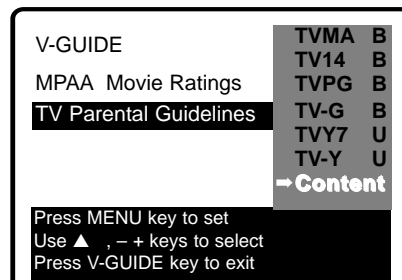 V-GUIDE
MPAA Movie Ratings
TV Parental Guidelines
TVMA B
TV14 B
TVPG B
TV-G B
TVY7 U
TV-Y U
➡Content
Press MENU key to set
Use ▲ , – + keys to select
Press V-GUIDE key to exit